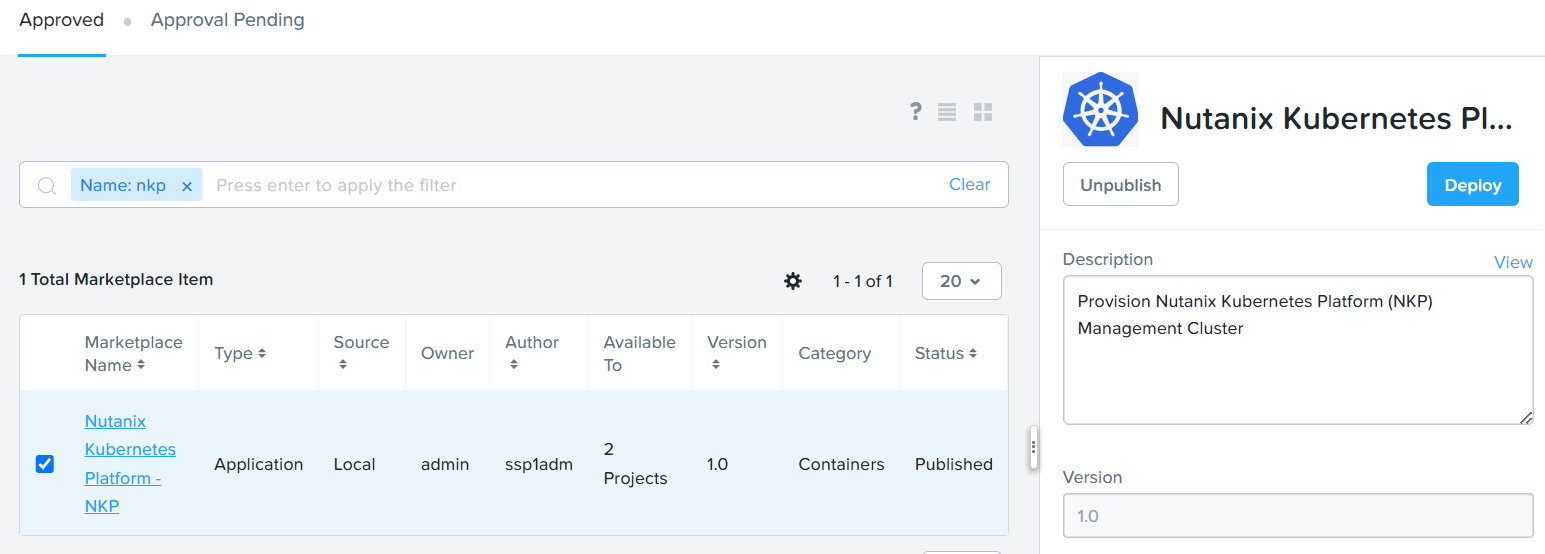 Approved
Approval Pending
?
Name: nkp ×
Press enter to apply the filter
Clear
1 Total Marketplace Item
1 - 1 of 1
20
Marketplace
Name
Type
Source
Owner
Author
Available
To
Version
Category
Status
Nutanix
Kubernetes
Platform -
NKP
Application
Local
admin
ssp1adm
2
Projects
1.0
Containers
Published
Nutanix Kubernetes Pl...
Unpublish
Deploy
Description
View
Provision Nutanix Kubernetes Platform (NKP)
Management Cluster
Version
1.0